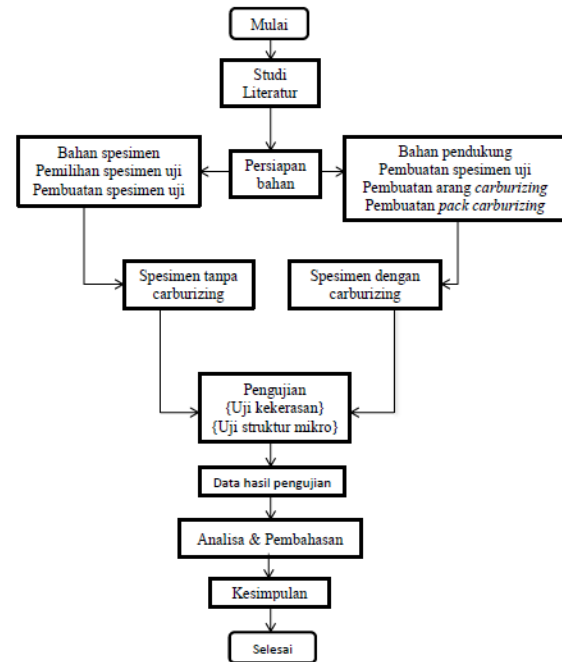 Mulai
Studi
Literatur
Bahan spesimen
Pemilihan spesimen uji
Pembuatan spesimen uji
Persiapan
bahan
Bahan pendukung
Pembuatan spesimen uji
Pembuatan arang carburizing
Pembuatan pack carburizing
Spesimen tanpa
carburizing
Spesimen dengan
carburizing
Pengujian
{Uji kekerasan}
{Uji struktur mikro}
Data hasil pengujian
Analisa & Pembahasan
Kesimpulan
Selesai